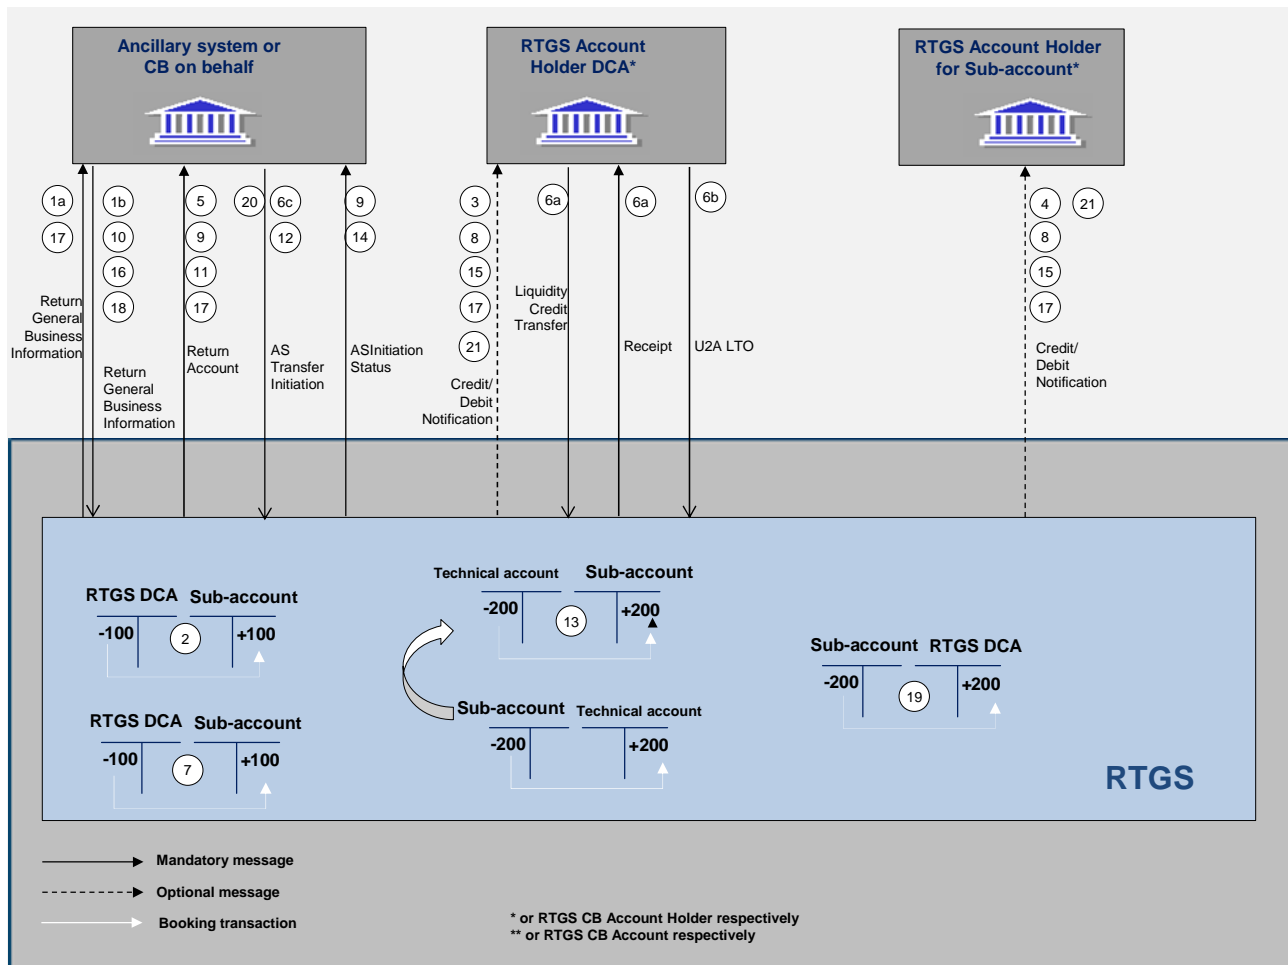 Ancillary system or
CB on behalf
RTGS Account
Holder DCA*
RTGS Account Holder
for Sub-account*
1a
17
1b
10
16
18
5
9
11
17
20
6c
12
9
14
3
8
15
17
21
6a
6a
6b
4
21
8
15
17
Return
General
Business
Information
Return
General
Business
Information
Return
Account
AS
Transfer
Initiation
ASInitiation
Status
Credit/
Debit
Notification
Liquidity
Credit
Transfer
Receipt
U2A LTO
Credit/
Debit
Notification
RTGS DCA Sub-account
-100 2 +100
RTGS DCA Sub-account
-100 7 +100
Technical account Sub-account
-200 13 +200
Sub-account Technical account
-200 +200
Sub-account RTGS DCA
-200 19 +200
RTGS
Mandatory message
Optional message
Booking transaction
* or RTGS CB Account Holder respectively
** or RTGS CB Account respectively